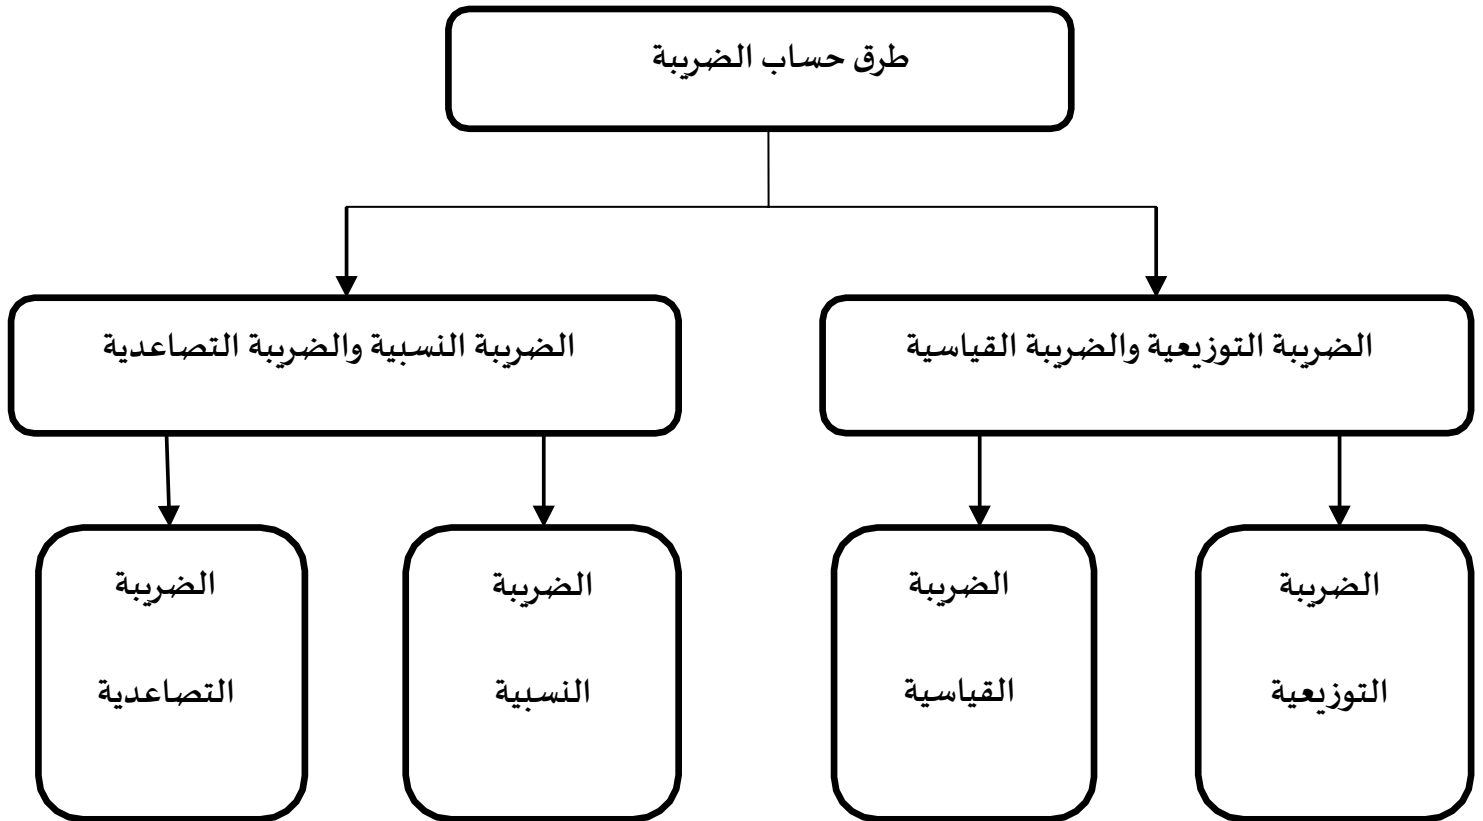 طرق حساب الضريبة
الضريبة التوزيعية والضريبة القياسية
الضريبة النسبية والضريبة التصاعدية
الضريبة
التوزيعية
الضريبة
القياسية
الضريبة
النسبية
الضريبة
التصاعدية